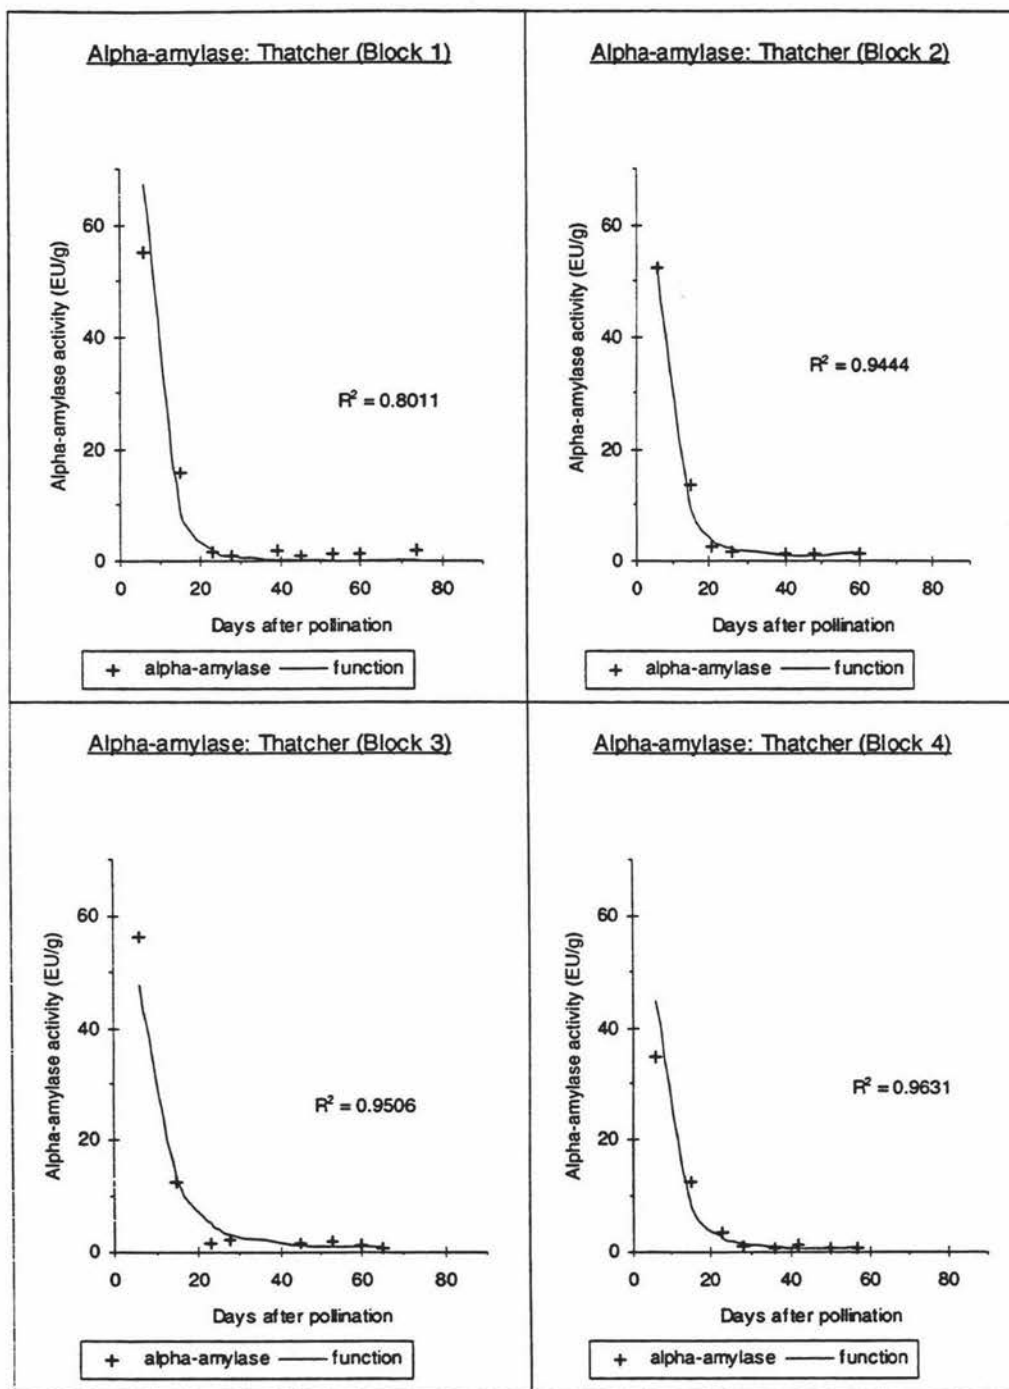 Alpha-amylase: Thatcher (Block 1)
Alpha-amylase activity (EU/g)
60
40
20
0
R² = 0.8011
0 20 40 60 80
Days after pollination
+ alpha-amylase — function
Alpha-amylase: Thatcher (Block 2)
Alpha-amylase activity (EU/g)
60
40
20
0
R² = 0.9444
0 20 40 60 80
Days after pollination
+ alpha-amylase — function
Alpha-amylase: Thatcher (Block 3)
Alpha-amylase activity (EU/g)
60
40
20
0
R² = 0.9506
0 20 40 60 80
Days after pollination
+ alpha-amylase — function
Alpha-amylase: Thatcher (Block 4)
Alpha-amylase activity (EU/g)
60
40
20
0
R² = 0.9631
0 20 40 60 80
Days after pollination
+ alpha-amylase — function